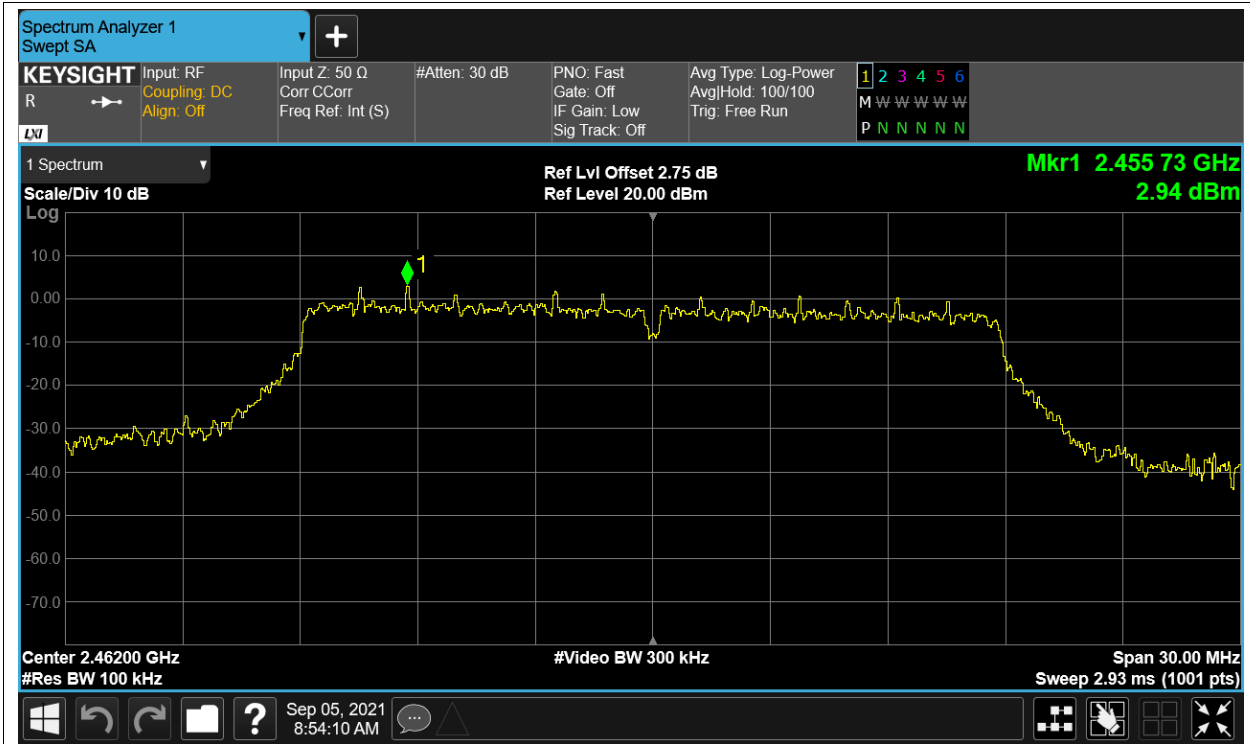 Spectrum Analyzer 1
Swept SA
KEYSIGHT
R
LXI
Input: RF
Coupling: DC
Align: Off
Input Z: 50 Ω
Corr CCorr
Freq Ref: Int (S)
#Atten: 30 dB
PNO: Fast
Gate: Off
IF Gain: Low
Sig Track: Off
Avg Type: Log-Power
Avg|Hold: 100/100
Trig: Free Run
1 2 3 4 5 6
M W W W W W
P N N N N N
1 Spectrum
Scale/Div 10 dB
Log
Ref Lvl Offset 2.75 dB
Ref Level 20.00 dBm
Mkr1 2.455 73 GHz
2.94 dBm
1
10.0
0.00
-10.0
-20.0
-30.0
-40.0
-50.0
-60.0
-70.0
Center 2.46200 GHz
#Res BW 100 kHz
#Video BW 300 kHz
Span 30.00 MHz
Sweep 2.93 ms (1001 pts)
?
Sep 05, 2021
8:54:10 AM